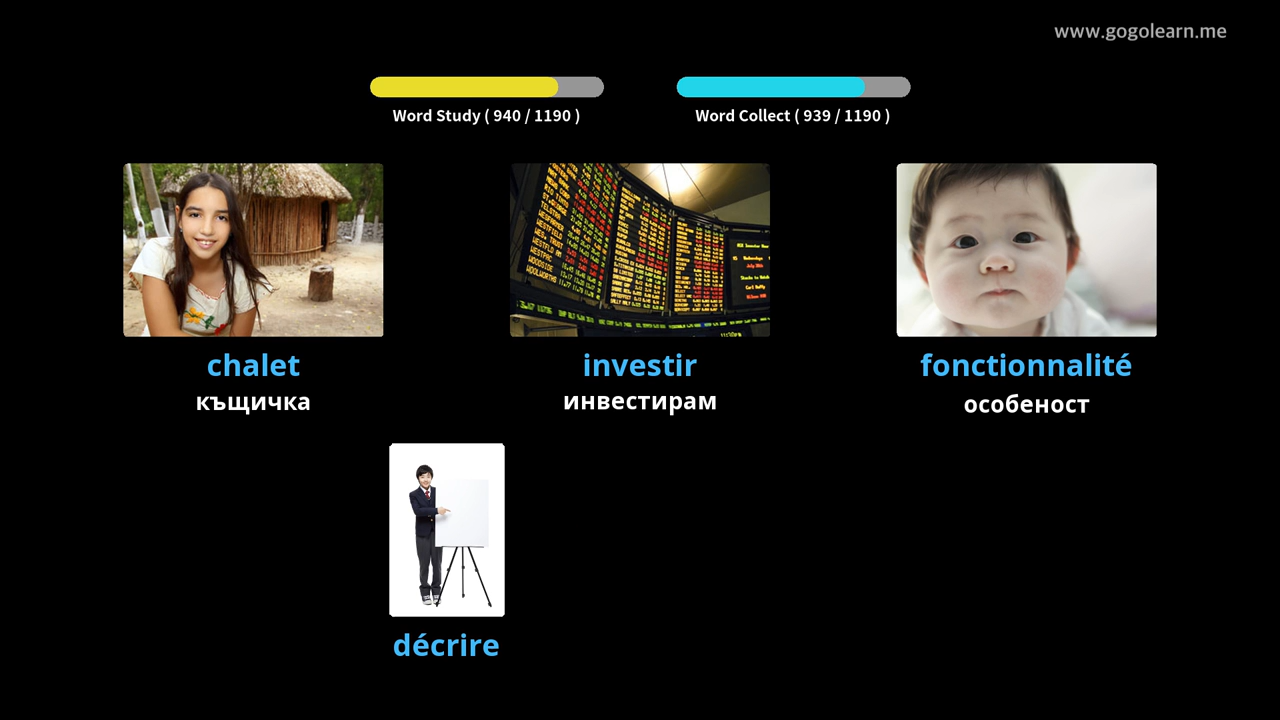 www.gogolearn.me
Word Study ( 940 / 1190 )
Word Collect ( 939 / 1190 )
chalet
къщичка
investir
инвестирам
fonctionnalité
особеност
décrire